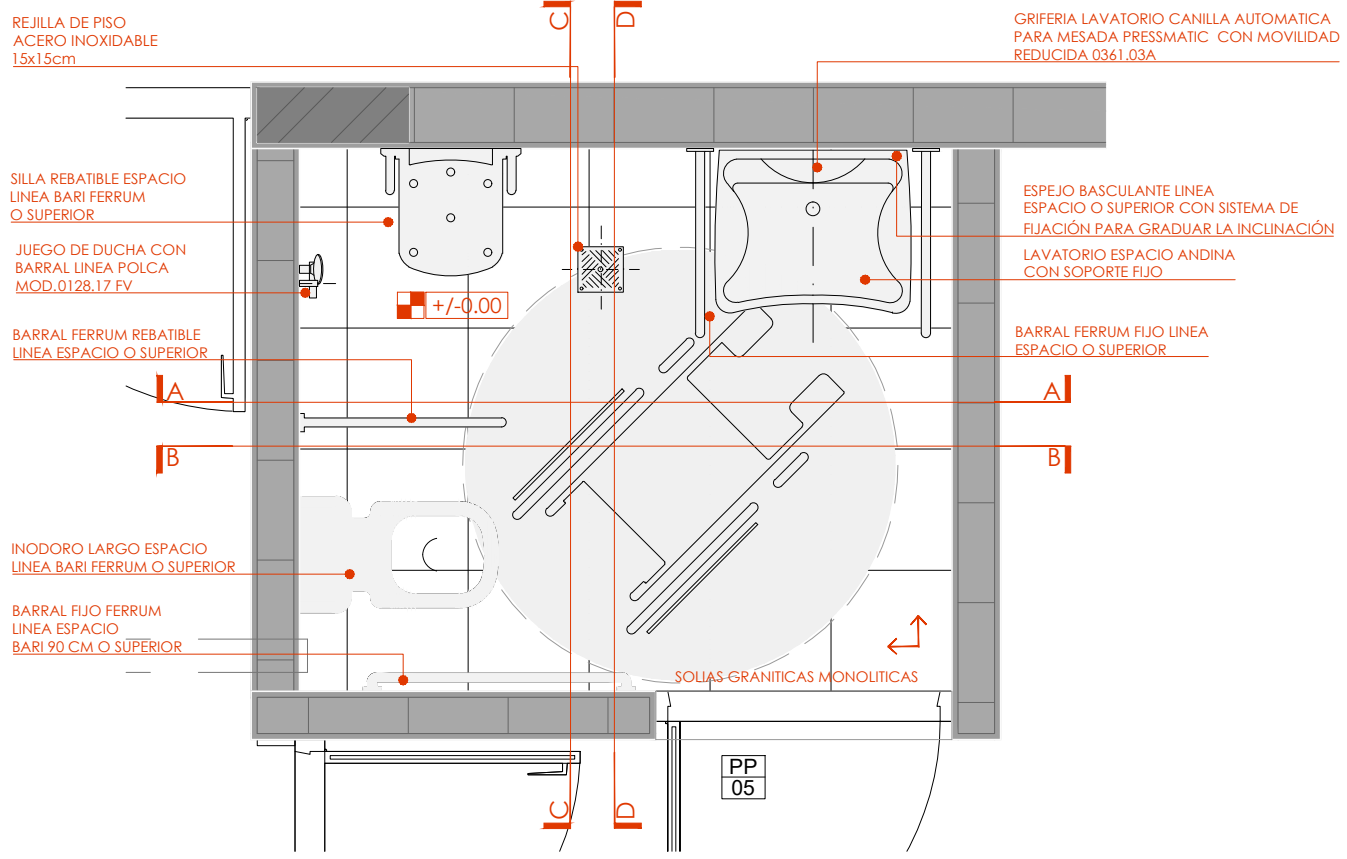 REJILLA DE PISO
ACERO INOXIDABLE
15x15cm
C
D
GRIFERIA LAVATORIO CANILLA AUTOMATICA
PARA MESADA PRESSMATIC CON MOVILIDAD
REDUCIDA 0361.03A
SILLA REBATIBLE ESPACIO
LINEA BARI FERRUM
O SUPERIOR
ESPEJO BASCULANTE LINEA
ESPACIO O SUPERIOR CON SISTEMA DE
FIJACIÓN PARA GRADUAR LA INCLINACIÓN
JUEGO DE DUCHA CON
BARRAL LINEA POLCA
MOD.0128.17 FV
LAVATORIO ESPACIO ANDINA
CON SOPORTE FIJO
+/-0.00
BARRAL FERRUM REBATIBLE
LINEA ESPACIO O SUPERIOR
BARRAL FERRUM FIJO LINEA
ESPACIO O SUPERIOR
A
A
B
B
INODORO LARGO ESPACIO
LINEA BARI FERRUM O SUPERIOR
BARRAL FIJO FERRUM
LINEA ESPACIO
BARI 90 CM O SUPERIOR
SOLIAS GRANITICAS MONOLITICAS
PP
05
C
D